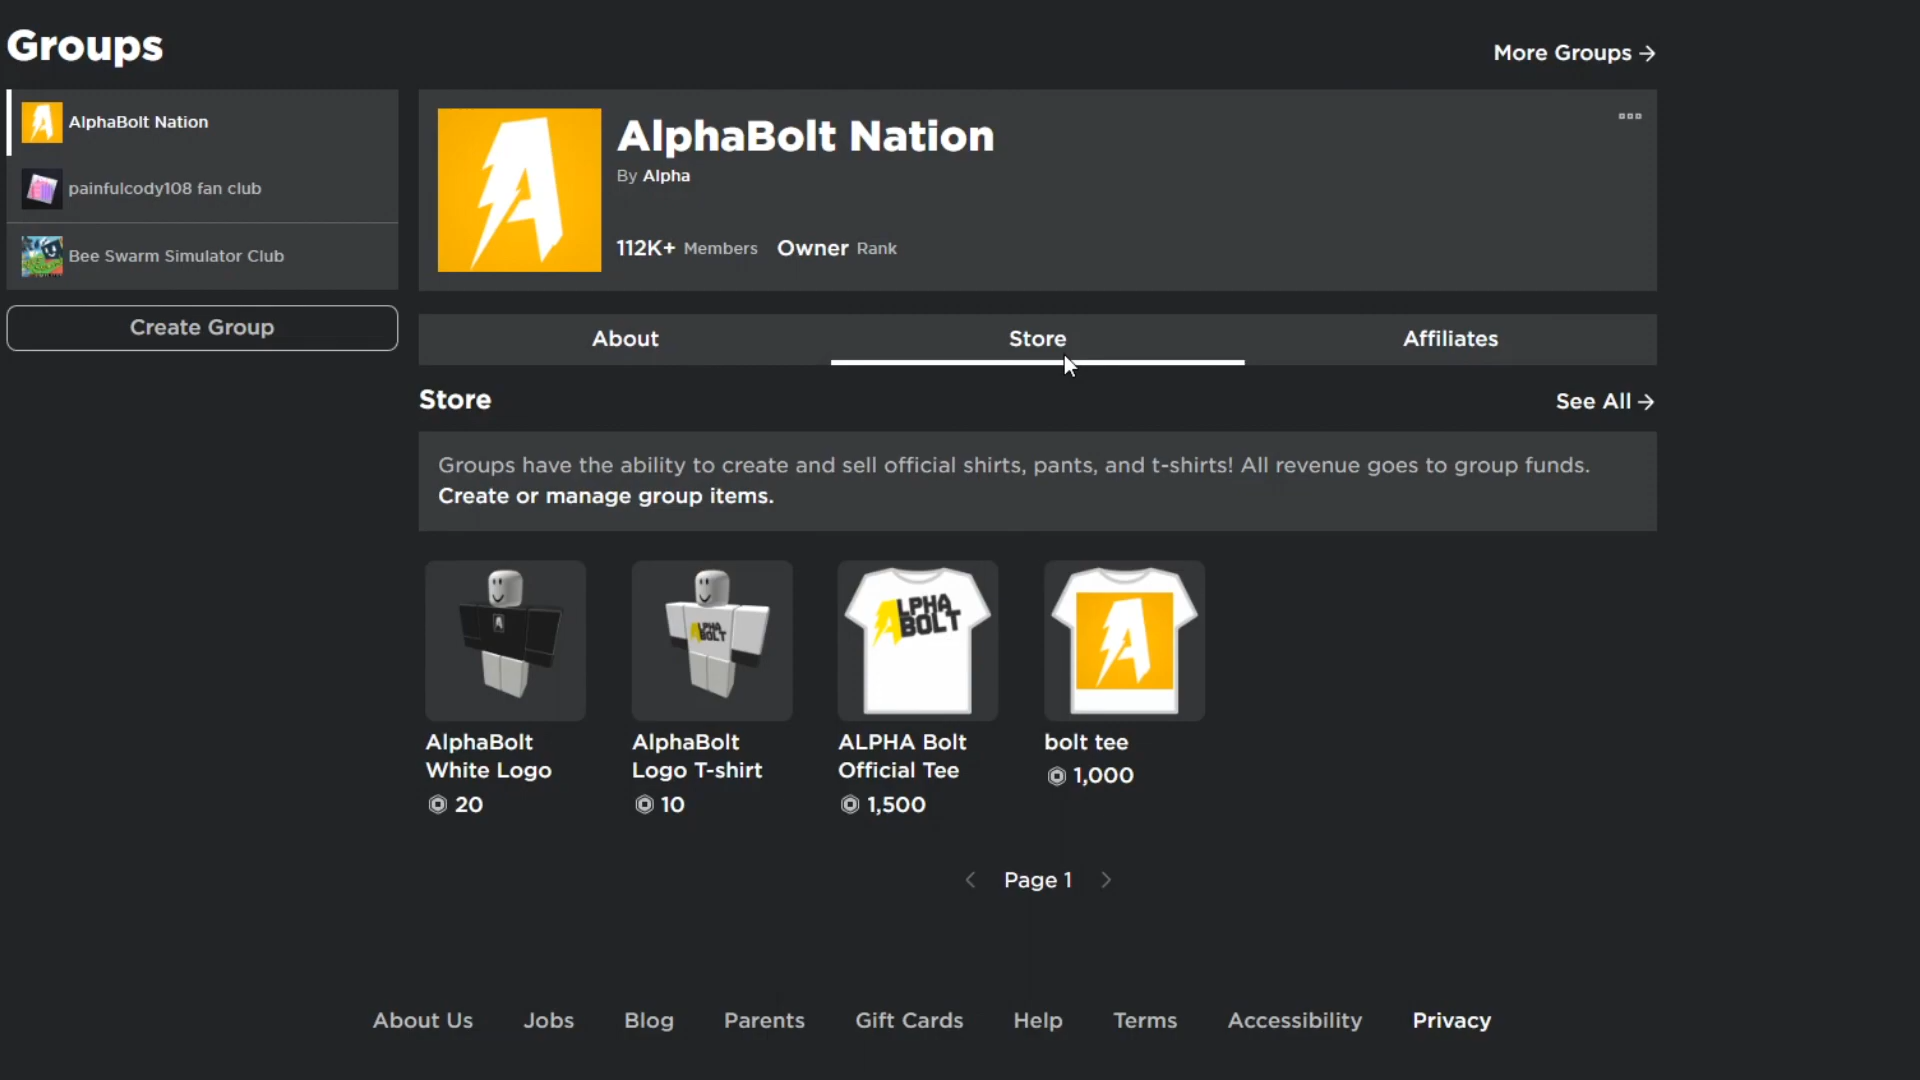 Groups
More Groups →
AlphaBolt Nation
painfulcody108 fan club
Bee Swarm Simulator Club
Create Group
AlphaBolt Nation
By Alpha
112K+ Members Owner Rank
About
Store
Affiliates
Store
See All →
Groups have the ability to create and sell official shirts, pants, and t-shirts! All revenue goes to group funds.
Create or manage group items.
ALPHA
BOLT
ALPHA
BOLT
AlphaBolt
White Logo
20
AlphaBolt
Logo T-shirt
10
ALPHA Bolt
Official Tee
1,500
bolt tee
1,000
Page 1
About Us
Jobs
Blog
Parents
Gift Cards
Help
Terms
Accessibility
Privacy